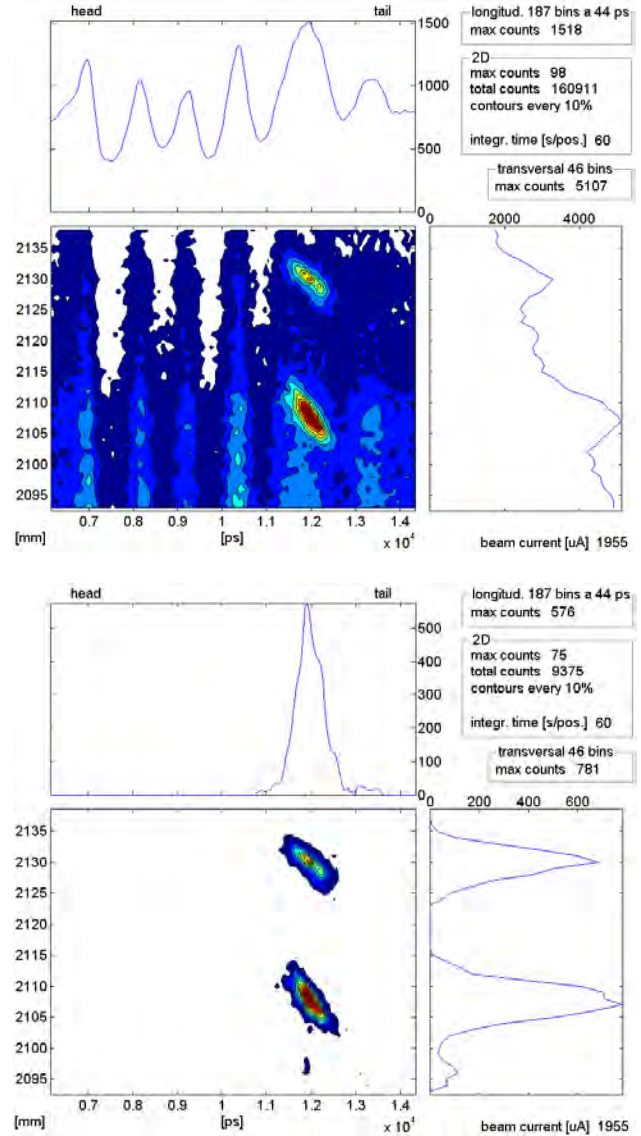 head tail
1500
1000
500
0
longitud. 187 bins a 44 ps
max counts 1518
2D
max counts 98
total counts 160911
contours every 10%
integr. time [s/pos.] 60
transversal 46 bins
max counts 5107
2000 4000
2135
2130
2125
2120
2115
2110
2105
2100
2095
0.7 0.8 0.9 1 1.1 1.2 1.3 1.4
[mm] [ps] x 10⁴
beam current [uA] 1955
head tail
500
400
300
200
100
0
longitud. 187 bins a 44 ps
max counts 576
2D
max counts 75
total counts 9375
contours every 10%
integr. time [s/pos.] 60
transversal 46 bins
max counts 781
0 200 400 600
2135
2130
2125
2120
2115
2110
2105
2100
2095
0.7 0.8 0.9 1 1.1 1.2 1.3 1.4
[mm] [ps] x 10⁴
beam current [uA] 1955